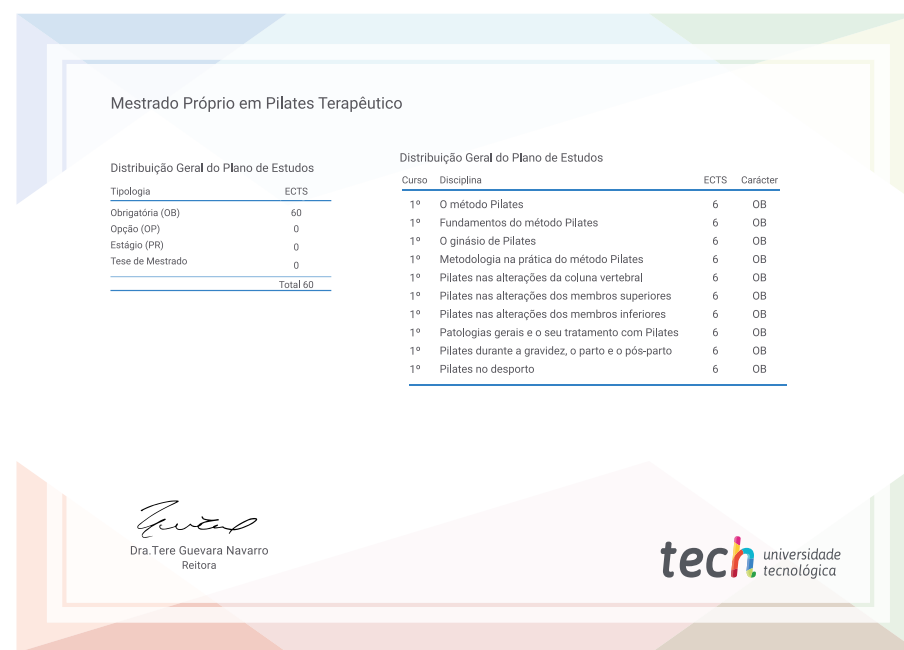 Mestrado Próprio em Pilates Terapêutico
Distribuição Geral do Plano de Estudos
Tipologia ECTS
Obrigatória (OB) 60
Opção (OP) 0
Estágio (PR) 0
Tese de Mestrado 0
Total 60
Distribuição Geral do Plano de Estudos
Curso Disciplina ECTS Carácter
1º O método Pilates 6 OB
1º Fundamentos do método Pilates 6 OB
1º O ginásio de Pilates 6 OB
1º Metodologia na prática do método Pilates 6 OB
1º Pilates nas alterações da coluna vertebral 6 OB
1º Pilates nas alterações dos membros superiores 6 OB
1º Pilates nas alterações dos membros inferiores 6 OB
1º Patologias gerais e o seu tratamento com Pilates 6 OB
1º Pilates durante a gravidez, o parto e o pós-parto 6 OB
1º Pilates no desporto 6 OB
Dra.Tere Guevara Navarro
Reitora
tech universidade
tecnológica